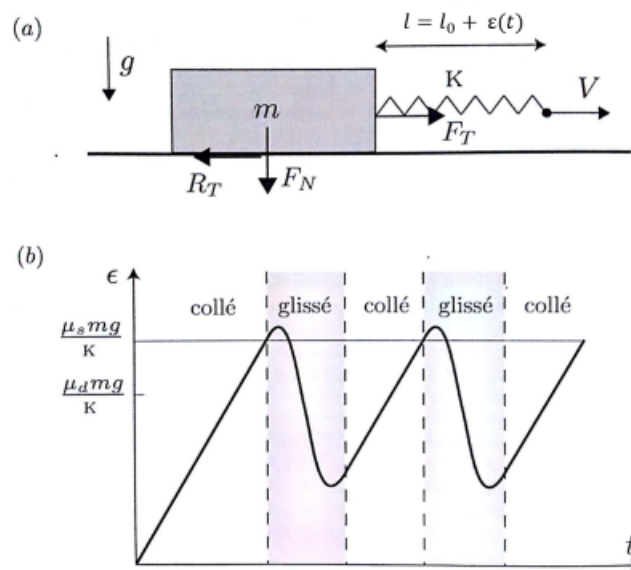 (a)
l = l₀ + ε(t)
g
K
V
m
F_T
R_T
F_N
(b)
ϵ
collé glissé collé glissé collé
μ_s mg / K
μ_d mg / K
t